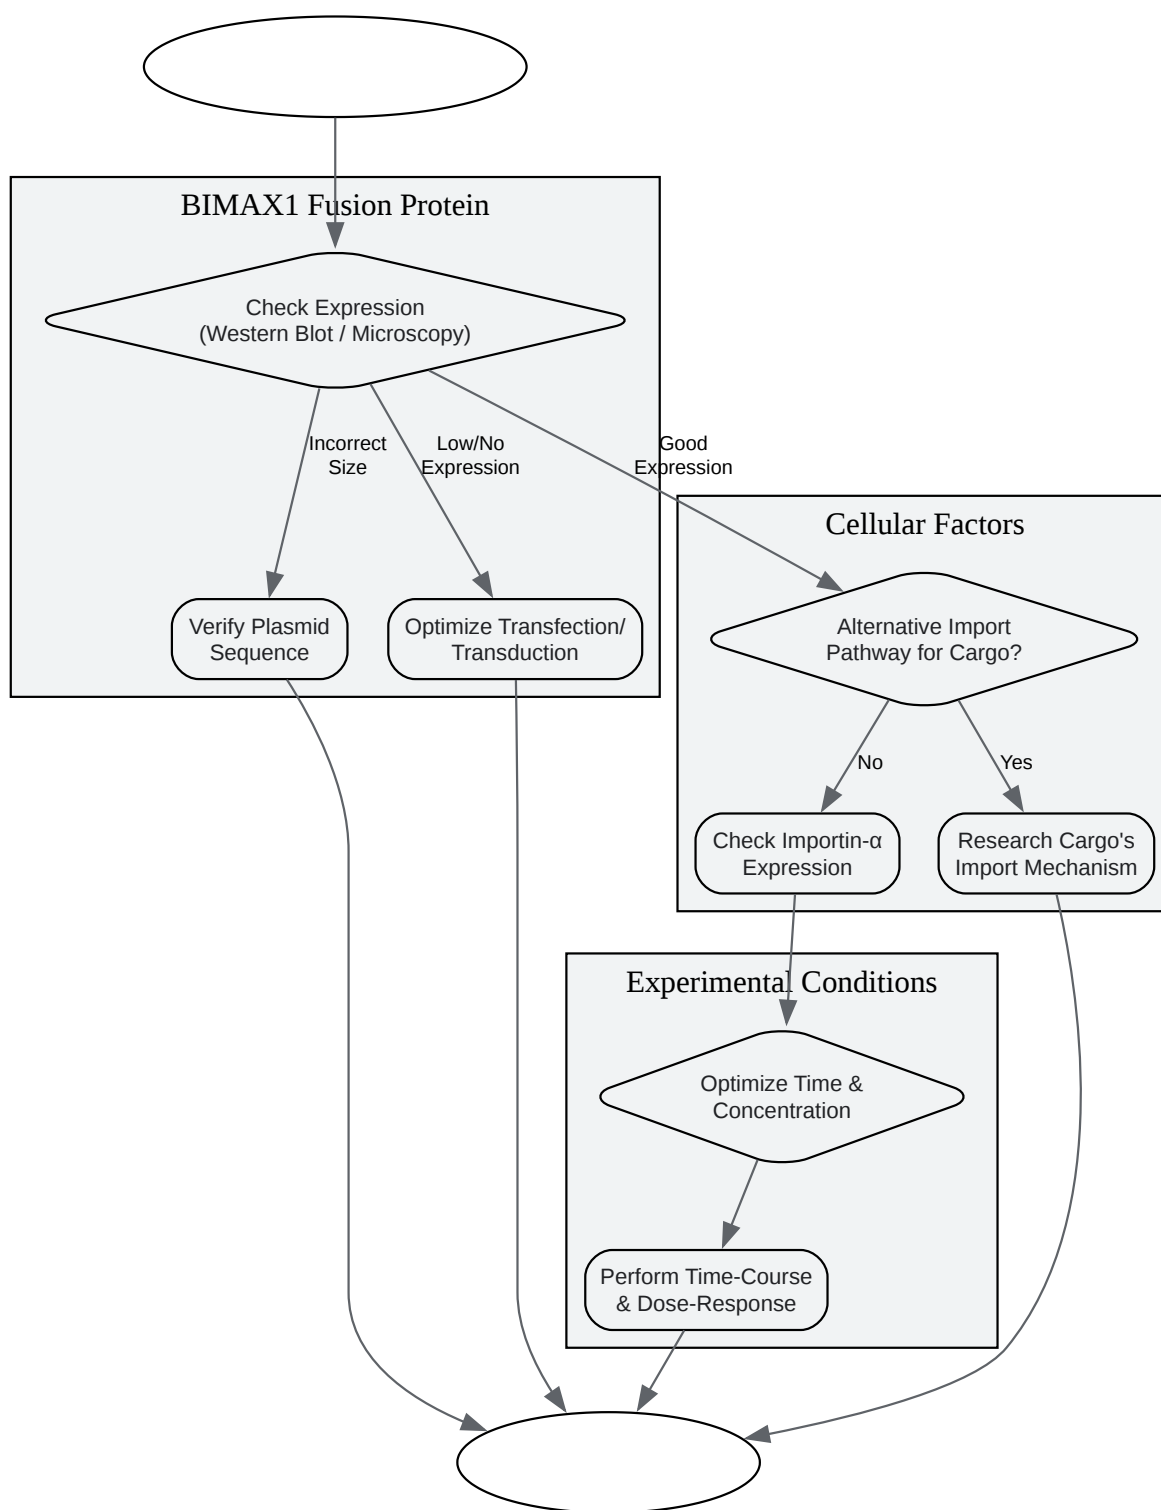 BIMAX1 Fusion Protein
Check Expression
(Western Blot / Microscopy)
Incorrect
Size
Low/No
Expression
Good
Expression
Verify Plasmid
Sequence
Optimize Transfection/
Transduction
Cellular Factors
Alternative Import
Pathway for Cargo?
No
Yes
Check Importin-α
Expression
Research Cargo's
Import Mechanism
Experimental Conditions
Optimize Time &
Concentration
Perform Time-Course
& Dose-Response